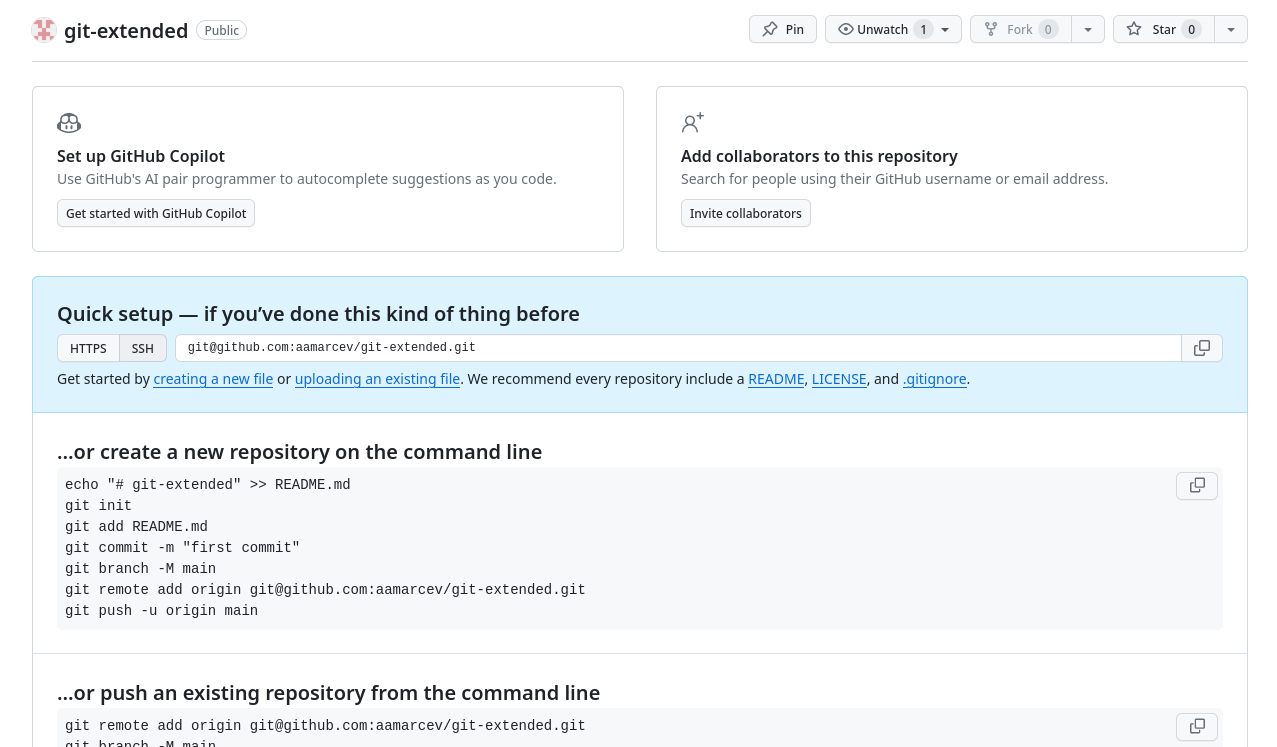 git-extended Public Pin Unwatch 1 Fork 0 Star 0
Set up GitHub Copilot
Use GitHub's AI pair programmer to autocomplete suggestions as you code.
Get started with GitHub Copilot
Add collaborators to this repository
Search for people using their GitHub username or email address.
Invite collaborators
Quick setup — if you’ve done this kind of thing before
HTTPS SSH git@github.com:aamarcev/git-extended.git
Get started by creating a new file or uploading an existing file. We recommend every repository include a README, LICENSE, and .gitignore.
…or create a new repository on the command line
echo "# git-extended" >> README.md
git init
git add README.md
git commit -m "first commit"
git branch -M main
git remote add origin git@github.com:aamarcev/git-extended.git
git push -u origin main
…or push an existing repository from the command line
git remote add origin git@github.com:aamarcev/git-extended.git
git branch -M main